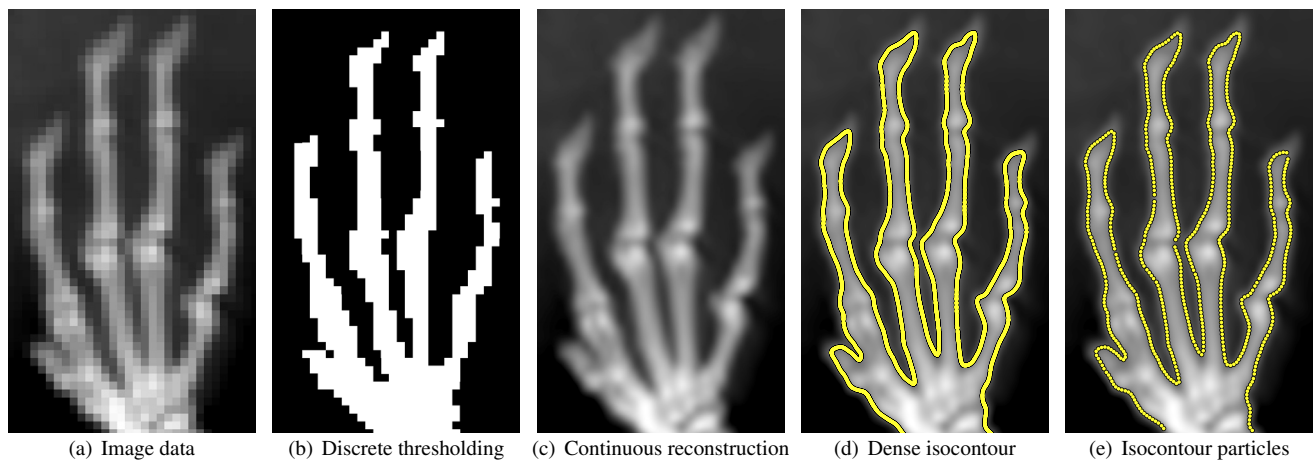 (a) Image data
(b) Discrete thresholding
(c) Continuous reconstruction
(d) Dense isocontour
(e) Isocontour particles